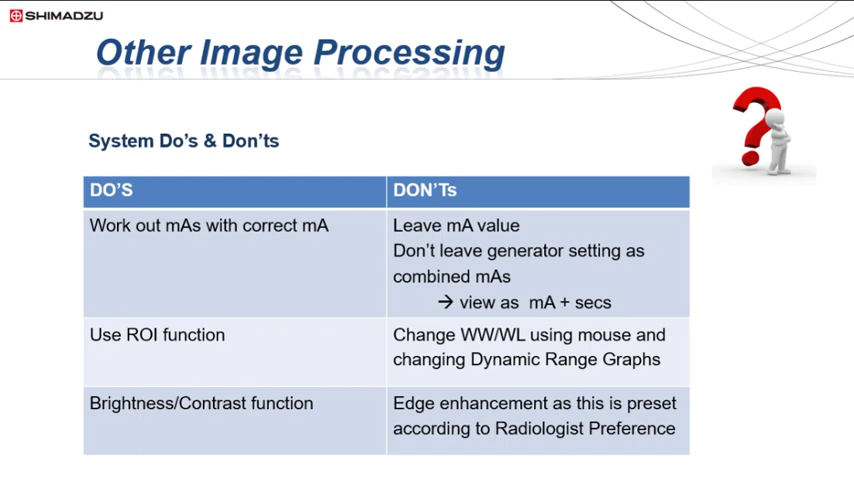 SHIMADZU
Other Image Processing
System Do's & Don'ts
DO'S
DON'Ts
Work out mAs with correct mA
Leave mA value
Don't leave generator setting as
combined mAs
→ view as mA + secs
Use ROI function
Change WW/WL using mouse and
changing Dynamic Range Graphs
Brightness/Contrast function
Edge enhancement as this is preset
according to Radiologist Preference